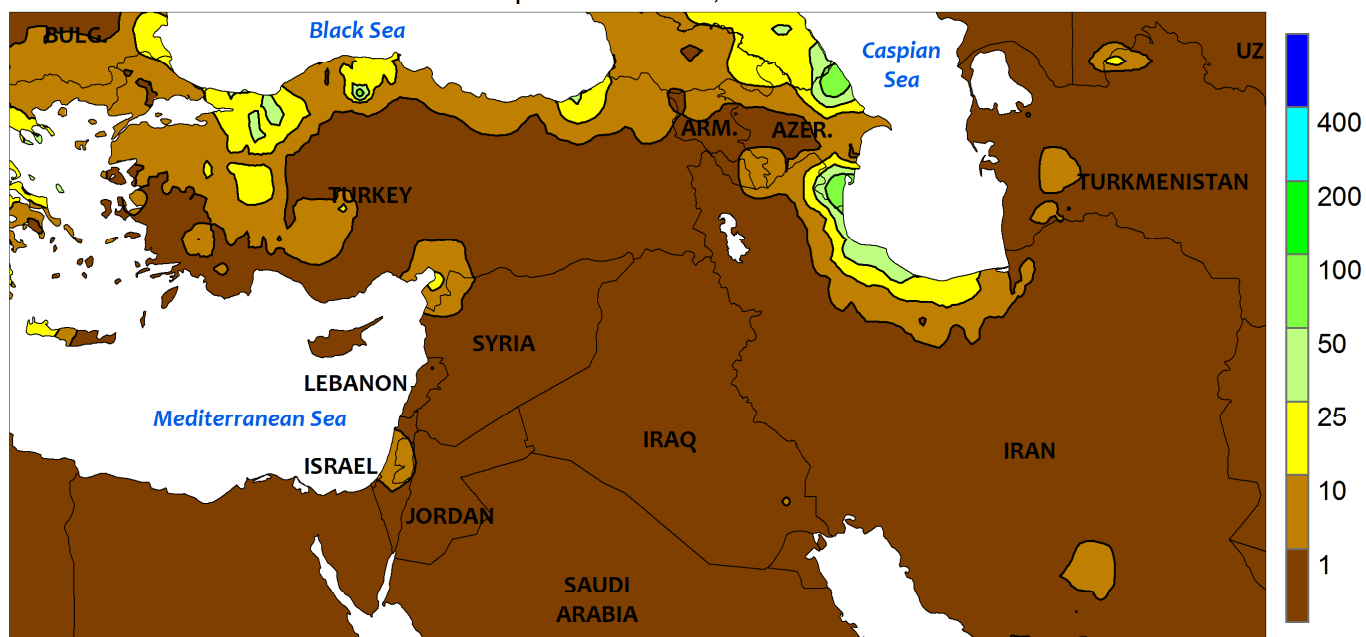 BULG.
Black Sea
Caspian
Sea
UZ
ARM.
AZER.
TURKEY
TURKMENISTAN
SYRIA
LEBANON
Mediterranean Sea
ISRAEL
IRAQ
IRAN
JORDAN
SAUDI
ARABIA
400
200
100
50
25
10
1